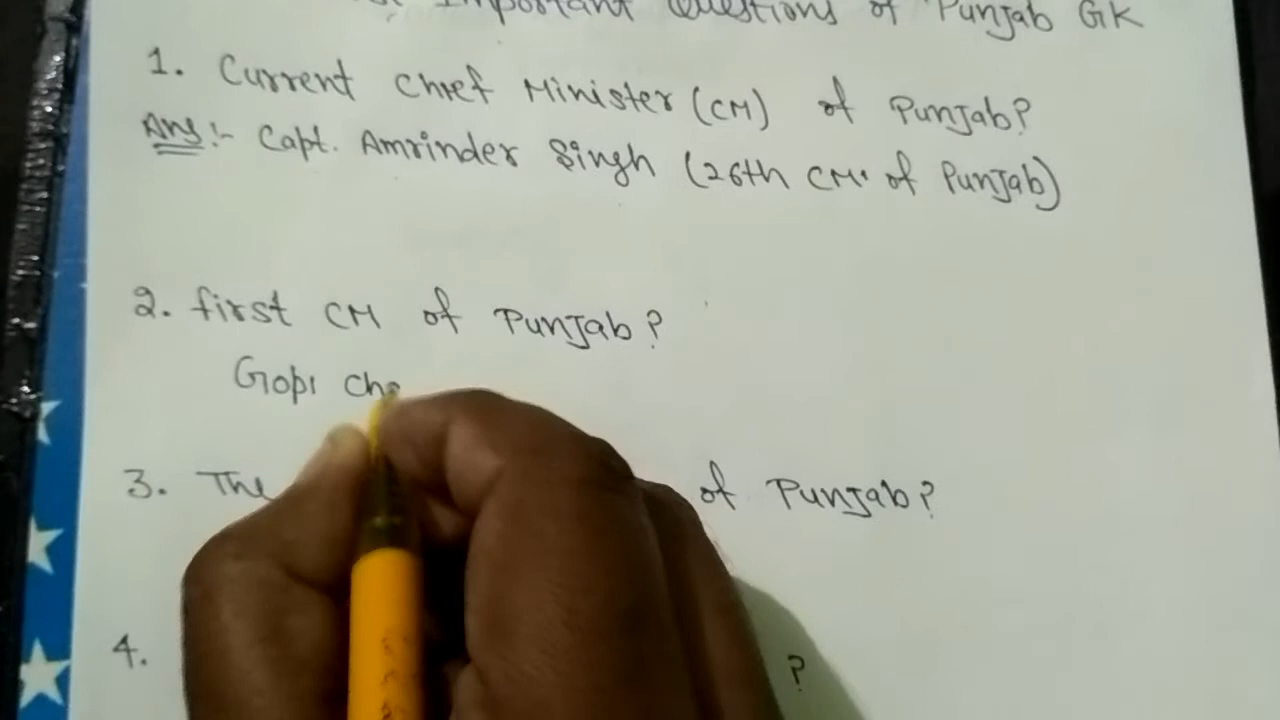 Important Questions of Punjab GK
1. Current Chief Minister (CM) of Punjab?
Ans:- Capt. Amrinder Singh (26th CM of Punjab)
2. first CM of Punjab?
Gopi Cha
3. The of Punjab?
4. ?